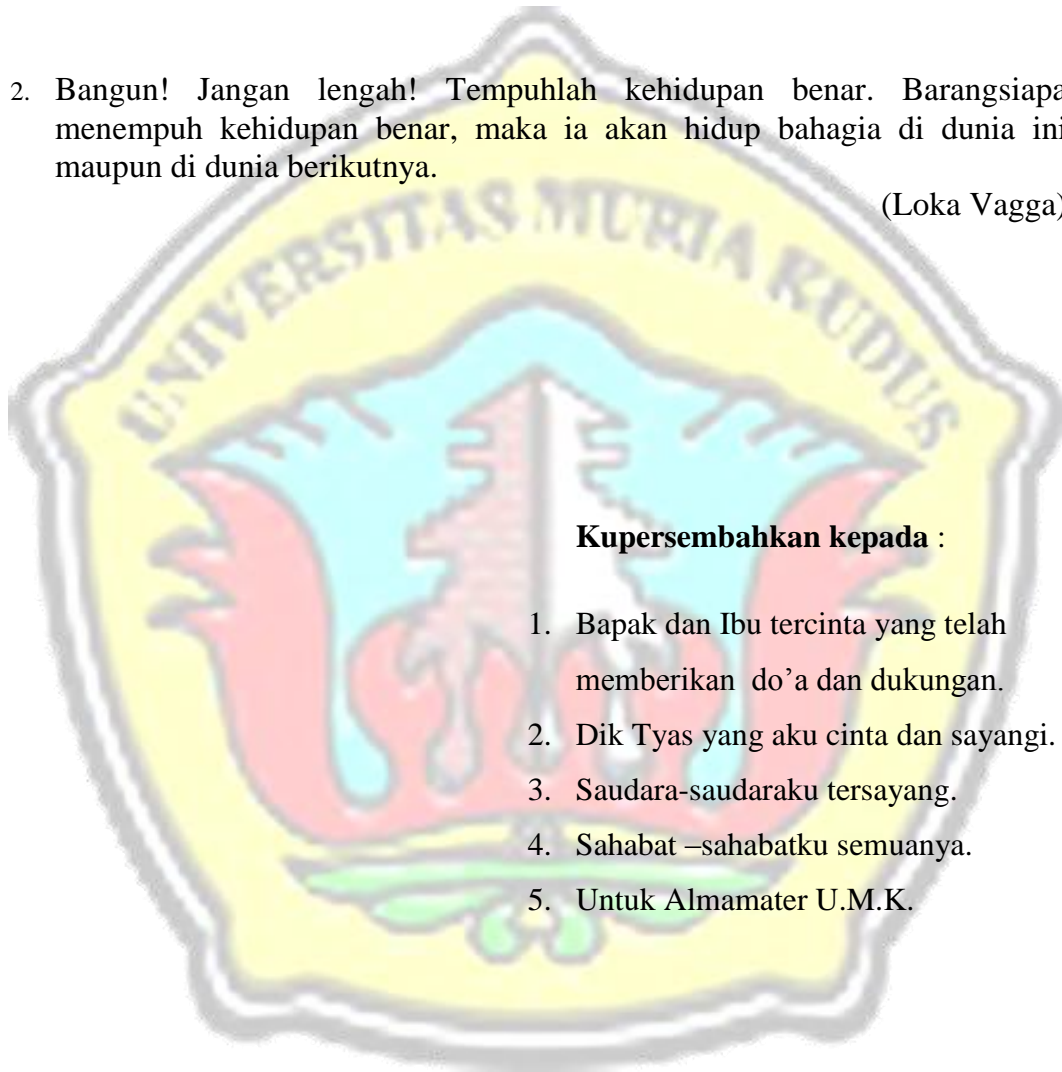 2. Bangun! Jangan lengah! Tempuhlah kehidupan benar. Barangsiapa
menempuh kehidupan benar, maka ia akan hidup bahagia di dunia ini
maupun di dunia berikutnya.
(Loka Vagga)
UNIVERSITAS MURIA KUDUS
Kupersembahkan kepada :
1. Bapak dan Ibu tercinta yang telah
memberikan do’a dan dukungan.
2. Dik Tyas yang aku cinta dan sayangi.
3. Saudara-saudaraku tersayang.
4. Sahabat –sahabatku semuanya.
5. Untuk Almamater U.M.K.